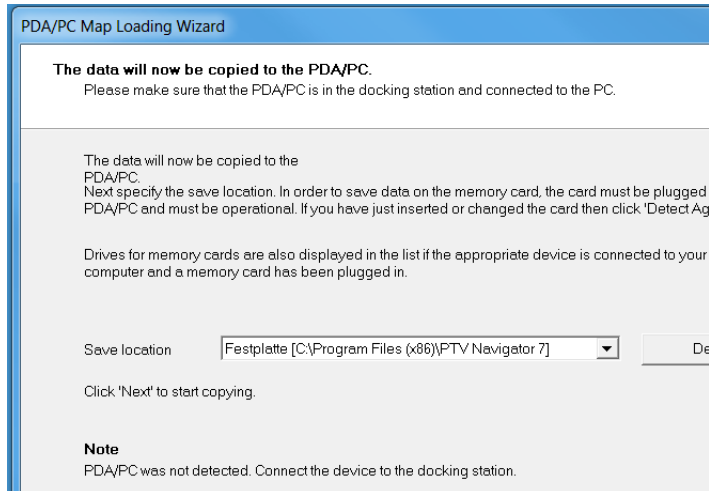 PDA/PC Map Loading Wizard
The data will now be copied to the PDA/PC.
Please make sure that the PDA/PC is in the docking station and connected to the PC.
The data will now be copied to the
PDA/PC.
Next specify the save location. In order to save data on the memory card, the card must be plugged
PDA/PC and must be operational. If you have just inserted or changed the card then click 'Detect Ag
Drives for memory cards are also displayed in the list if the appropriate device is connected to your
computer and a memory card has been plugged in.
Save location Festplatte [C:\Program Files (x86)\PTV Navigator 7] De
Click 'Next' to start copying.
Note
PDA/PC was not detected. Connect the device to the docking station.